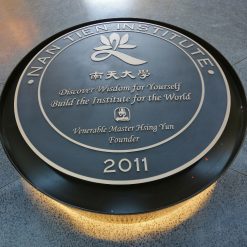 · NAN TIEN INSTITUTE ·
南天大學
Discover Wisdom for Yourself
Build the Institute for the World
Venerable Master Hsing Yun
Founder
2011